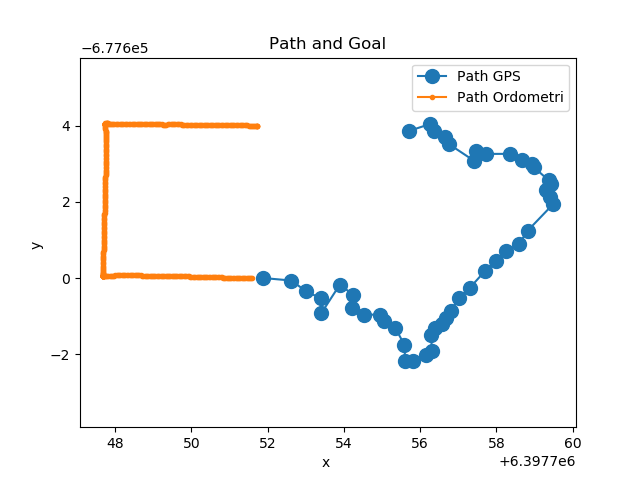 Path and Goal
−6.776e5
Path GPS
Path Ordometri
4
2
0
−2
y
48 50 52 54 56 58 60
x
+6.3977e6